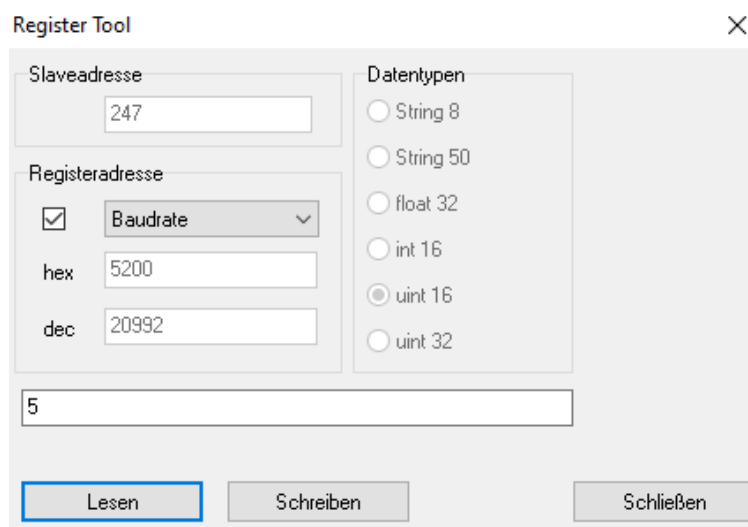 Register Tool
Slaveadresse
247
Registeradresse
Baudrate
hex
5200
dec
20992
Datentypen
String 8
String 50
float 32
int 16
uint 16
uint 32
5
Lesen
Schreiben
Schließen